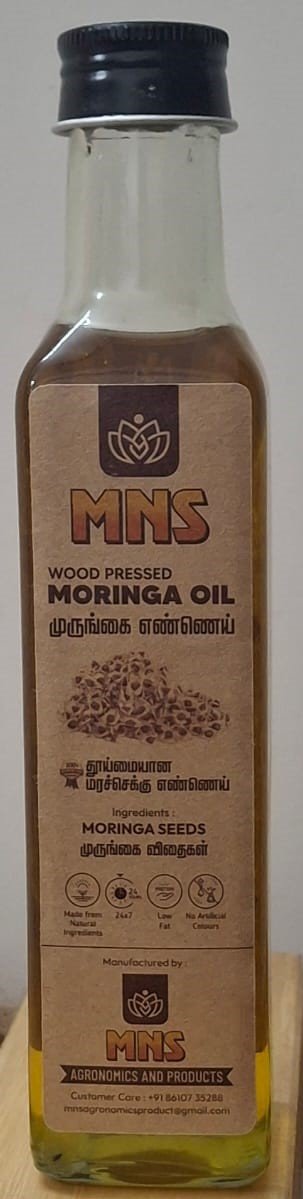 MNS
WOOD PRESSED
MORINGA OIL
முருங்கை எண்ணெய்
100%
தூய்மையான
மரச்செக்கு எண்ணெய்
Ingredients :
MORINGA SEEDS
முருங்கை விதைகள்
Made from Natural Ingredients
24x7
Low Fat
No Artificial Colours
Manufactured by :
MNS
AGRONOMICS AND PRODUCTS
Customer Care : +91 86107 35288
mnsagronomicsproduct@gmail.com